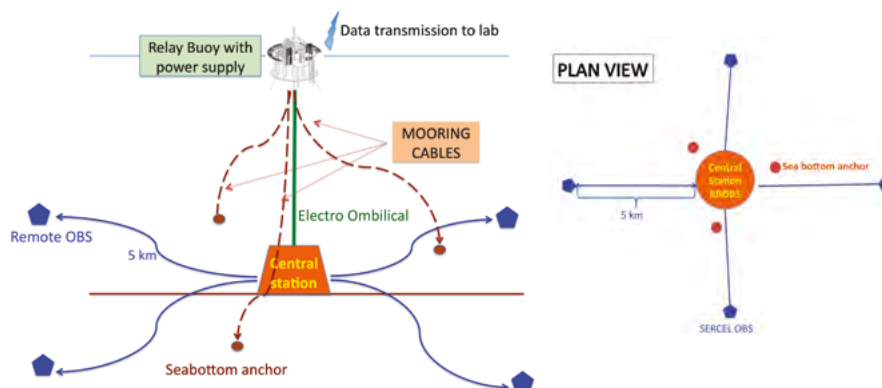 Relay Buoy with
power supply
Data transmission to lab
PLAN VIEW
MOORING
CABLES
Central
Station
BBOBS
Sea bottom anchor
5 km
Electro Ombilical
Remote OBS
5 km
Central
station
SERCEL OBS
Seabottom anchor